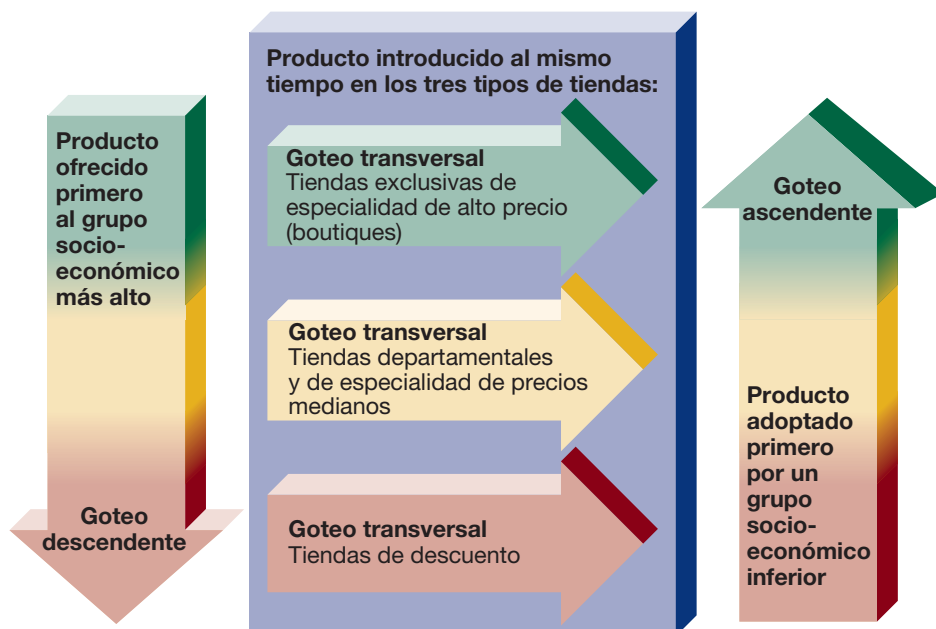 Producto
ofrecido
primero
al grupo
socio-
económico
más alto
Goteo
descendente
Producto introducido al mismo
tiempo en los tres tipos de tiendas:
Goteo transversal
Tiendas exclusivas de
especialidad de alto precio
(boutiques)
Goteo transversal
Tiendas departamentales
y de especialidad de precios
medianos
Goteo transversal
Tiendas de descuento
Goteo
ascendente
Producto
adoptado
primero
por un
grupo
socio-
económico
inferior